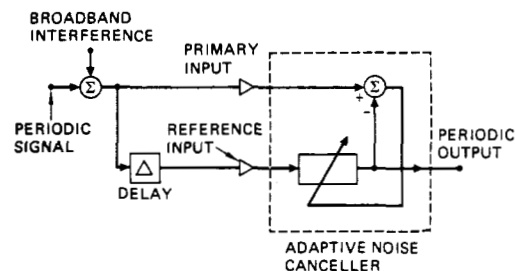 BROADBAND
INTERFERENCE
PRIMARY
INPUT
Σ
Σ
+
-
PERIODIC
SIGNAL
REFERENCE
INPUT
PERIODIC
OUTPUT
Δ
DELAY
ADAPTIVE NOISE
CANCELLER